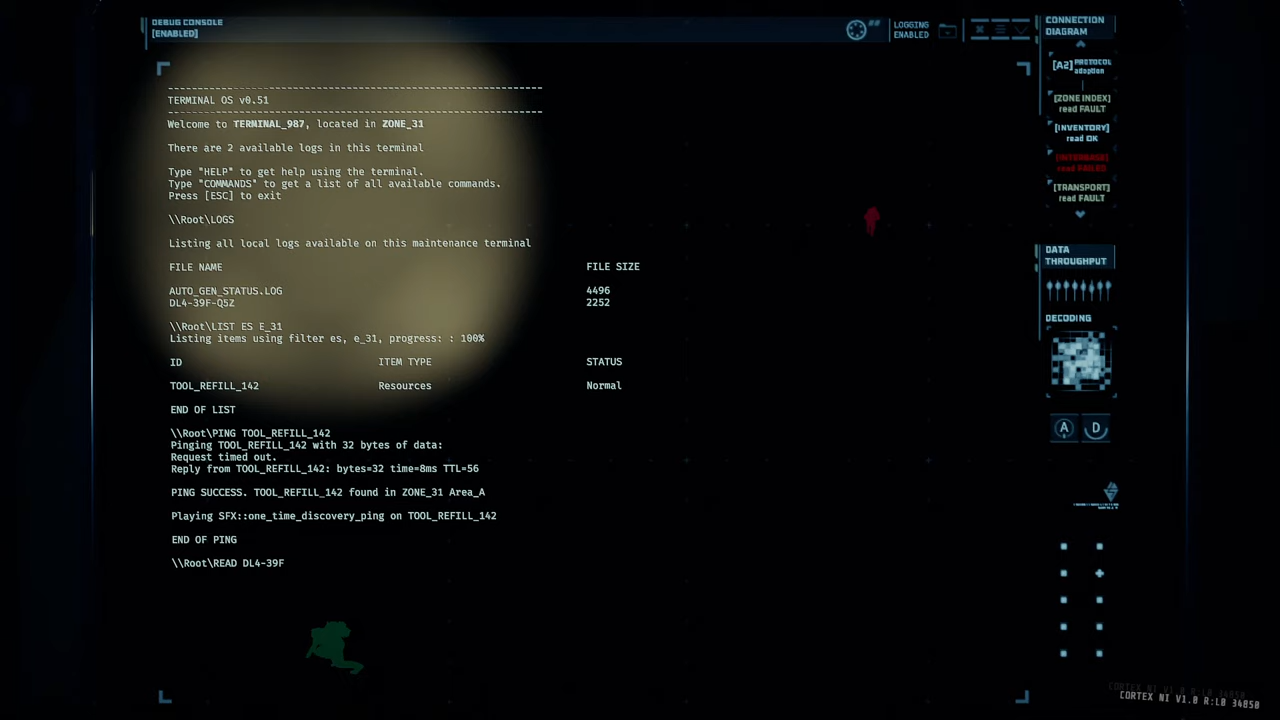 DEBUG CONSOLE
[ENABLED]
LOGGING
ENABLED
------------------------------------------------------------
TERMINAL OS v0.51
------------------------------------------------------------
Welcome to TERMINAL_987, located in ZONE_31
There are 2 available logs in this terminal
Type "HELP" to get help using the terminal.
Type "COMMANDS" to get a list of all available commands.
Press [ESC] to exit
\\Root\LOGS
Listing all local logs available on this maintenance terminal
FILE NAME FILE SIZE
AUTO_GEN_STATUS.LOG 4496
DL4-39F-Q5Z 2252
\\Root\LIST ES E_31
Listing items using filter es, e_31, progress: : 100%
ID ITEM TYPE STATUS
TOOL_REFILL_142 Resources Normal
END OF LIST
\\Root\PING TOOL_REFILL_142
Pinging TOOL_REFILL_142 with 32 bytes of data:
Request timed out.
Reply from TOOL_REFILL_142: bytes=32 time=8ms TTL=56
PING SUCCESS. TOOL_REFILL_142 found in ZONE_31 Area_A
Playing SFX::one_time_discovery_ping on TOOL_REFILL_142
END OF PING
\\Root\READ DL4-39F
CONNECTION
DIAGRAM
[A2] PROTOCOL
adoption
[ZONE INDEX]
read FAULT
[INVENTORY]
read OK
[INTERBASE]
read FAILED
[TRANSPORT]
read FAULT
DATA
THROUGHPUT
DECODING
A D
CORTEX NI V1.0 R:L0 34850